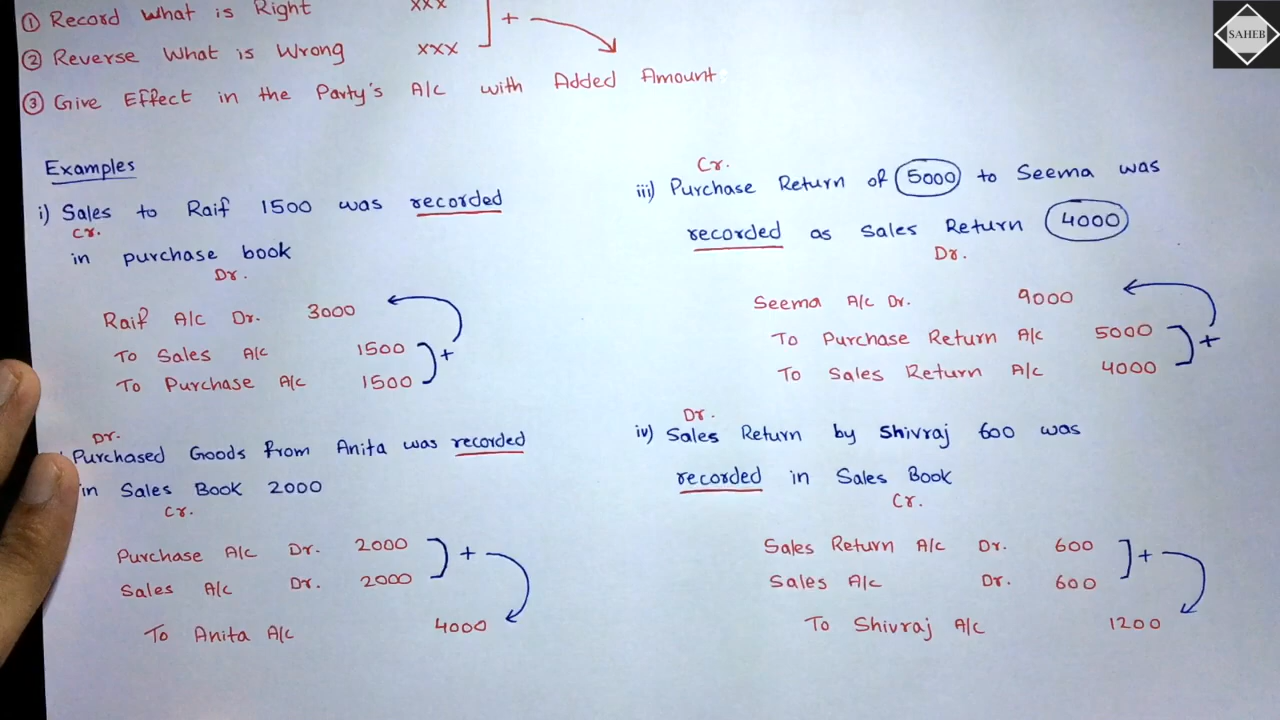 ① Record What is Right xxx
② Reverse What is Wrong xxx
+
③ Give Effect in the Party's A/c with Added Amount
SAHEB
Examples
i) Sales to Raif 1500 was recorded
Cr.
in purchase book
Dr.
Raif A/c Dr. 3000
To Sales A/c 1500
To Purchase A/c 1500
+
Dr.
Purchased Goods from Anita was recorded
in Sales Book 2000
Cr.
Purchase A/c Dr. 2000
Sales A/c Dr. 2000
+
To Anita A/c 4000
Cr.
iii) Purchase Return of 5000 to Seema was
recorded as Sales Return 4000
Dr.
Seema A/c Dr. 9000
To Purchase Return A/c 5000
To Sales Return A/c 4000
+
Dr.
iv) Sales Return by Shivraj 600 was
recorded in Sales Book
Cr.
Sales Return A/c Dr. 600
Sales A/c Dr. 600
+
To Shivraj A/c 1200